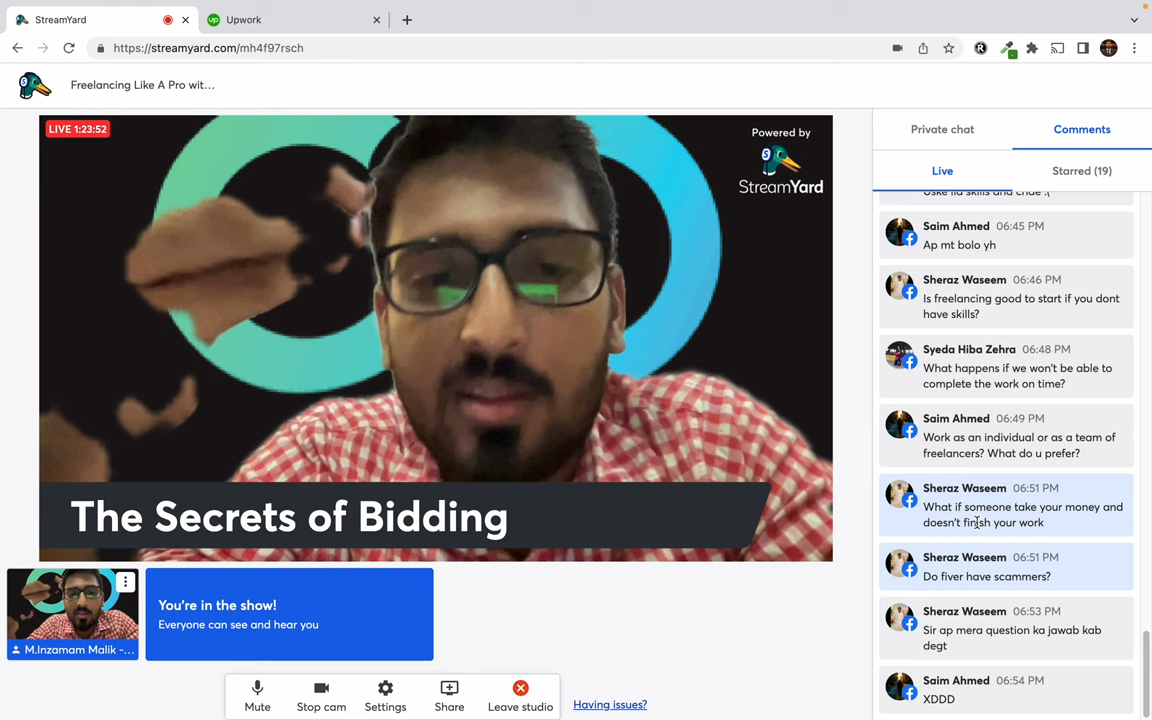 StreamYard
Upwork
https://streamyard.com/mh4f97rsch
Freelancing Like A Pro wit...
LIVE 1:23:52
Powered by
StreamYard
The Secrets of Bidding
M.Inzamam Malik -...
You're in the show!
Everyone can see and hear you
Mute
Stop cam
Settings
Share
Leave studio
Having issues?
Private chat
Comments
Live
Starred (19)
Saim Ahmed 06:45 PM
Ap mt bolo yh
Sheraz Waseem 06:46 PM
Is freelancing good to start if you dont
have skills?
Syeda Hiba Zehra 06:48 PM
What happens if we won't be able to
complete the work on time?
Saim Ahmed 06:49 PM
Work as an individual or as a team of
freelancers? What do u prefer?
Sheraz Waseem 06:51 PM
What if someone take your money and
doesn't finish your work
Sheraz Waseem 06:51 PM
Do fiver have scammers?
Sheraz Waseem 06:53 PM
Sir ap mera question ka jawab kab
degt
Saim Ahmed 06:54 PM
XDDD